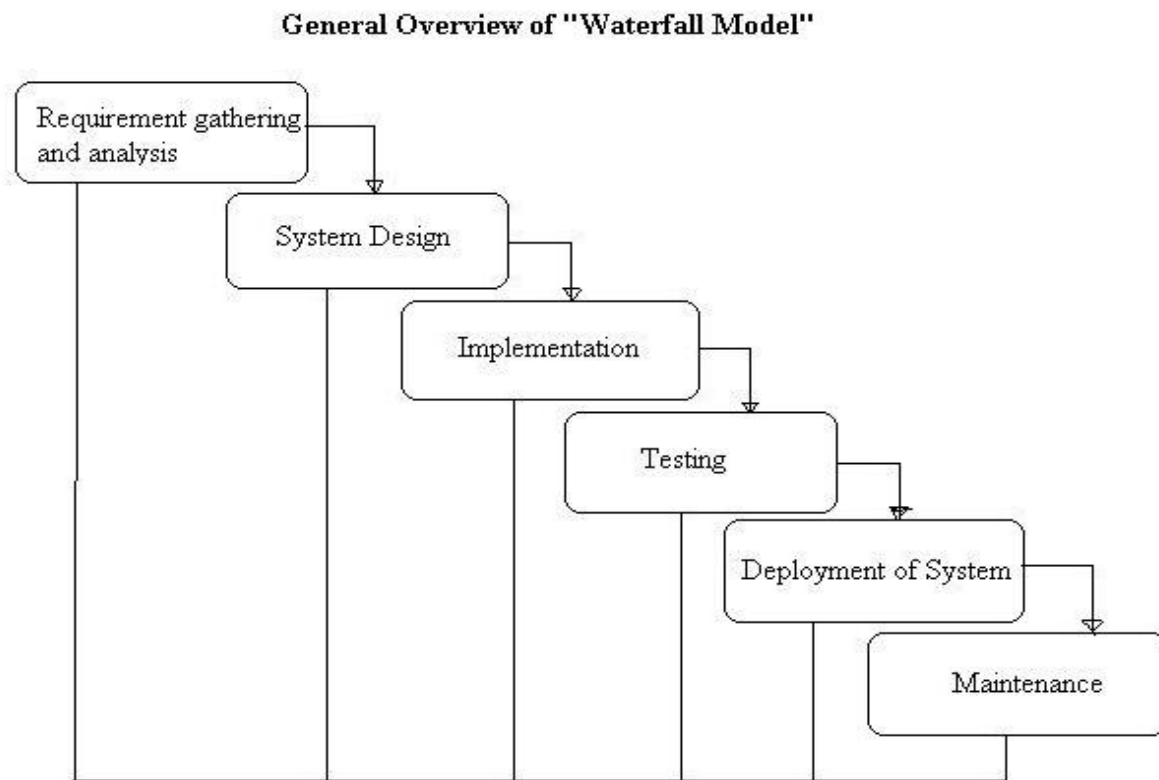 General Overview of "Waterfall Model"
Requirement gathering
and analysis
System Design
Implementation
Testing
Deployment of System
Maintenance